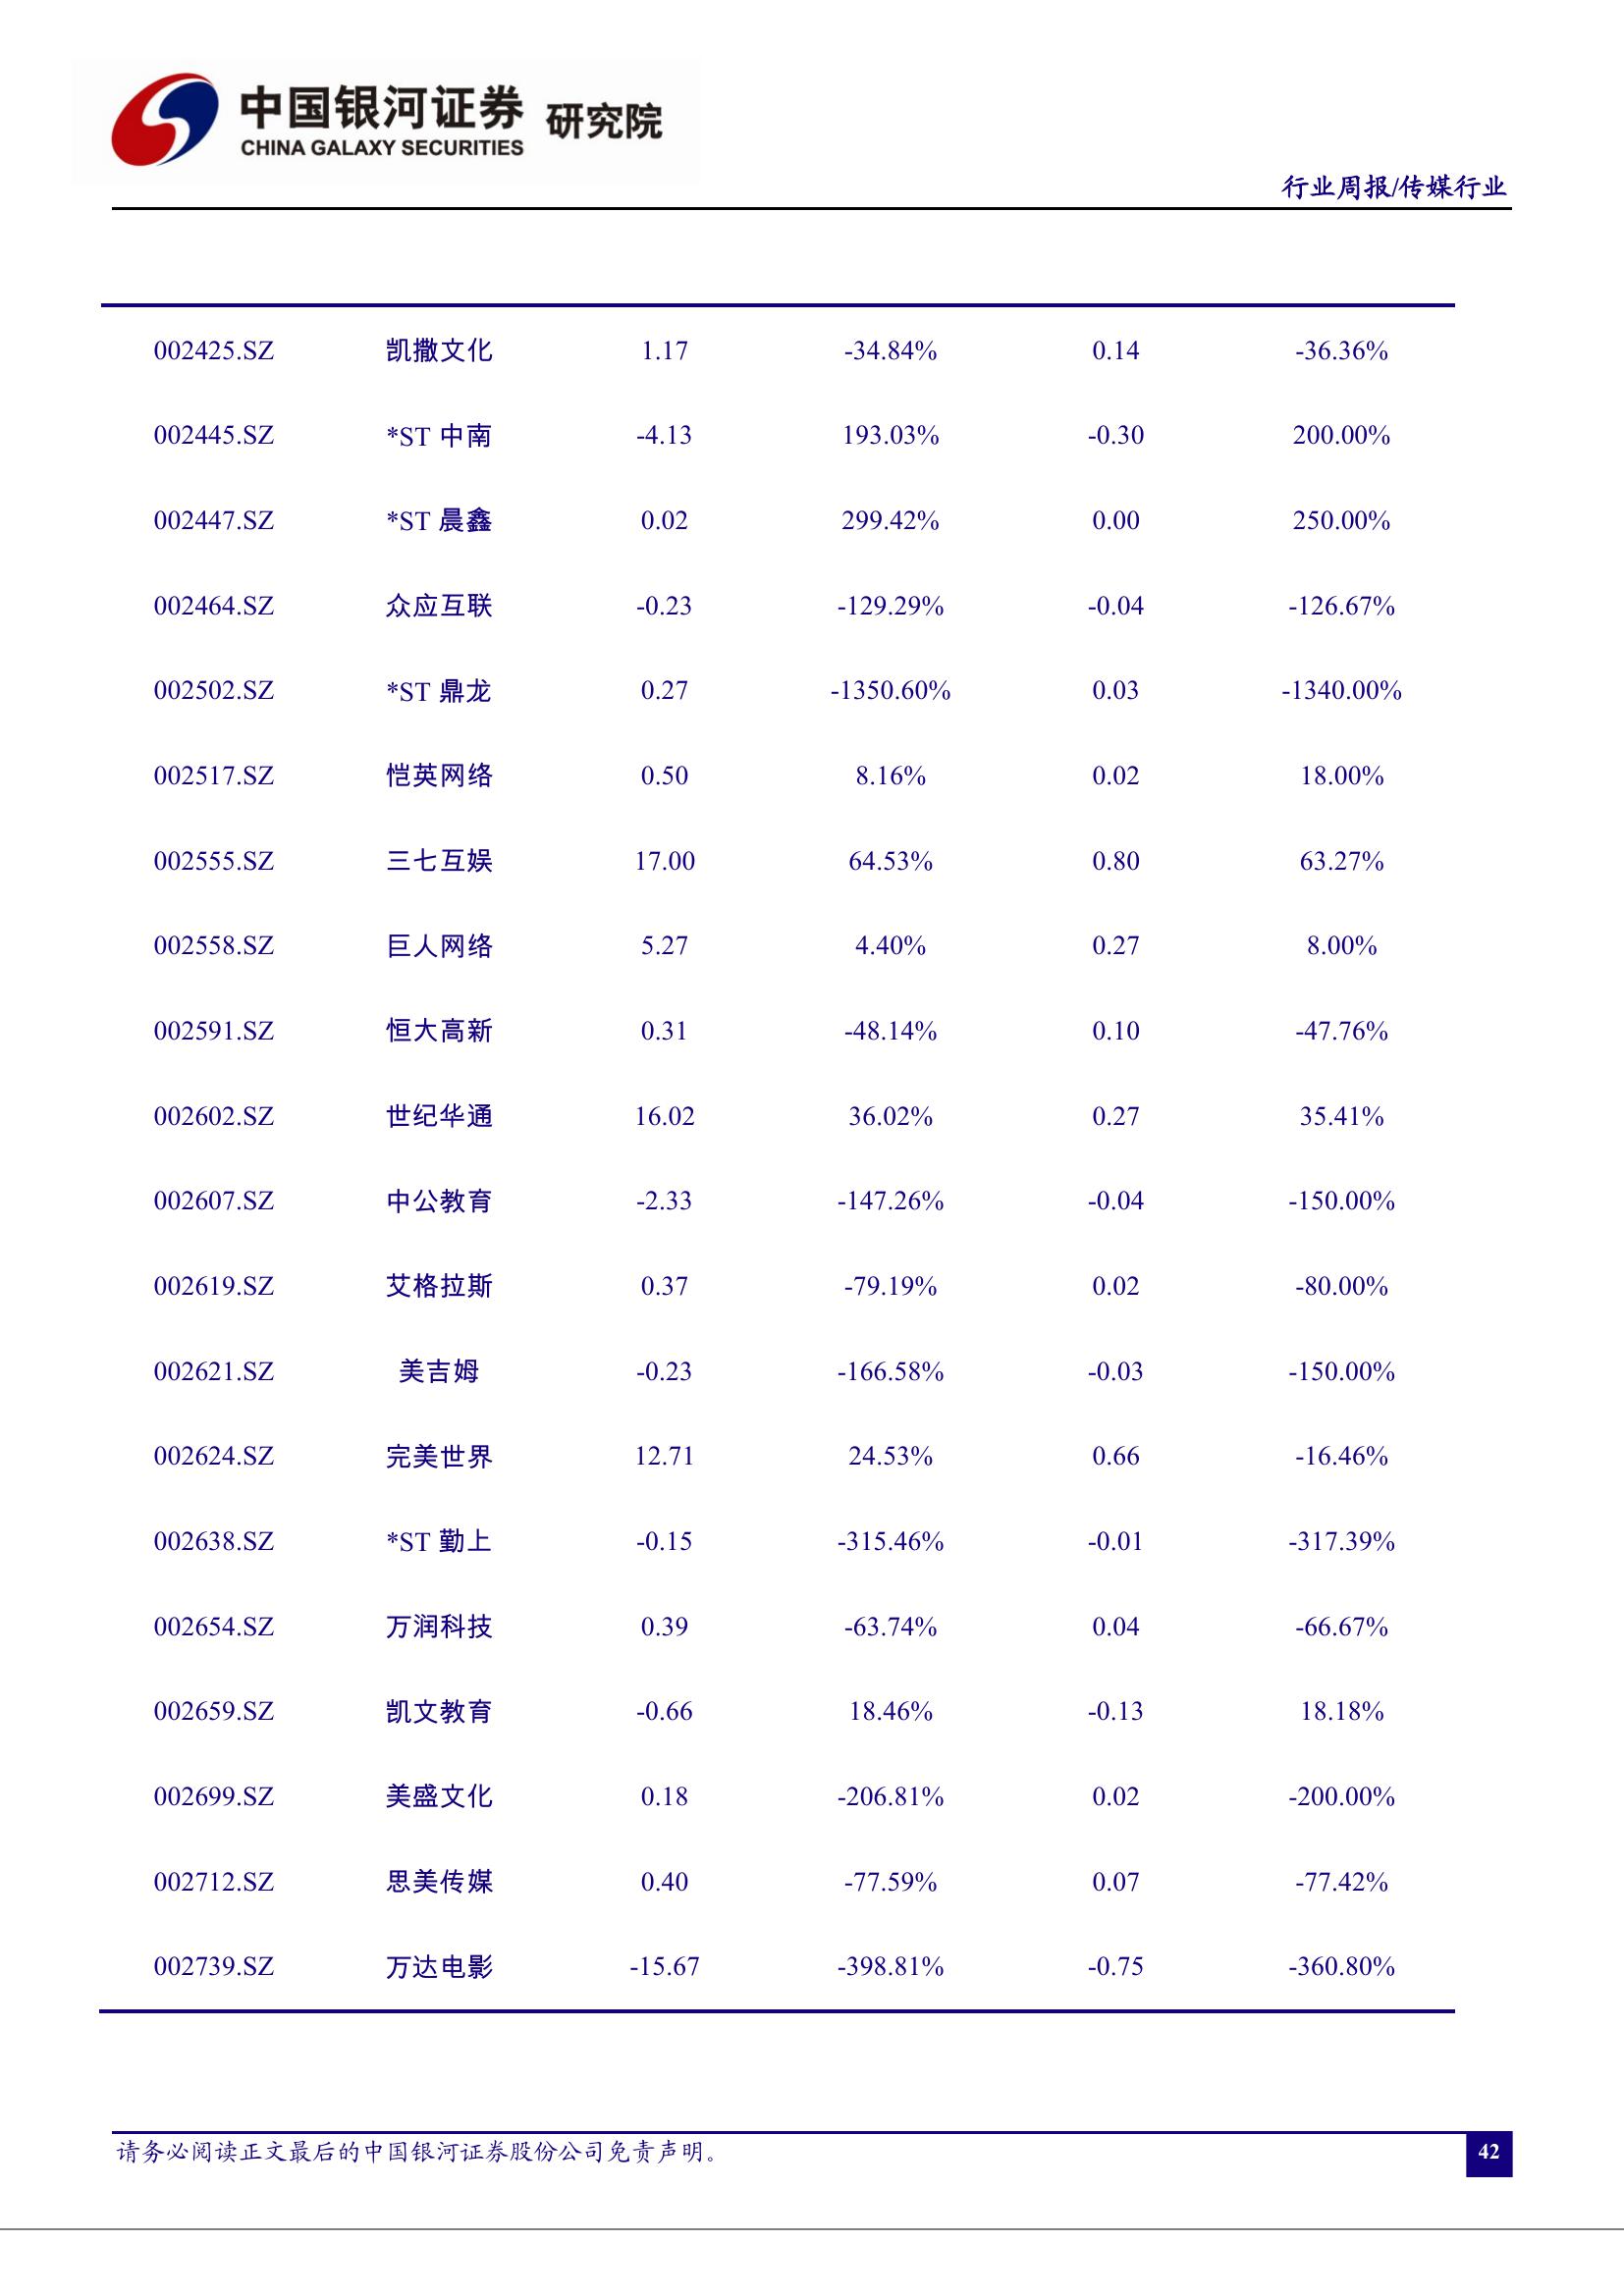 中国银河证券 研究院
CHINA GALAXY SECURITIES
行业周报/传媒行业
002425.SZ 凯撒文化 1.17 -34.84% 0.14 -36.36%
002445.SZ *ST 中南 -4.13 193.03% -0.30 200.00%
002447.SZ *ST 晨鑫 0.02 299.42% 0.00 250.00%
002464.SZ 众应互联 -0.23 -129.29% -0.04 -126.67%
002502.SZ *ST 鼎龙 0.27 -1350.60% 0.03 -1340.00%
002517.SZ 恺英网络 0.50 8.16% 0.02 18.00%
002555.SZ 三七互娱 17.00 64.53% 0.80 63.27%
002558.SZ 巨人网络 5.27 4.40% 0.27 8.00%
002591.SZ 恒大高新 0.31 -48.14% 0.10 -47.76%
002602.SZ 世纪华通 16.02 36.02% 0.27 35.41%
002607.SZ 中公教育 -2.33 -147.26% -0.04 -150.00%
002619.SZ 艾格拉斯 0.37 -79.19% 0.02 -80.00%
002621.SZ 美吉姆 -0.23 -166.58% -0.03 -150.00%
002624.SZ 完美世界 12.71 24.53% 0.66 -16.46%
002638.SZ *ST 勤上 -0.15 -315.46% -0.01 -317.39%
002654.SZ 万润科技 0.39 -63.74% 0.04 -66.67%
002659.SZ 凯文教育 -0.66 18.46% -0.13 18.18%
002699.SZ 美盛文化 0.18 -206.81% 0.02 -200.00%
002712.SZ 思美传媒 0.40 -77.59% 0.07 -77.42%
002739.SZ 万达电影 -15.67 -398.81% -0.75 -360.80%
请务必阅读正文最后的中国银河证券股份公司免责声明。
42